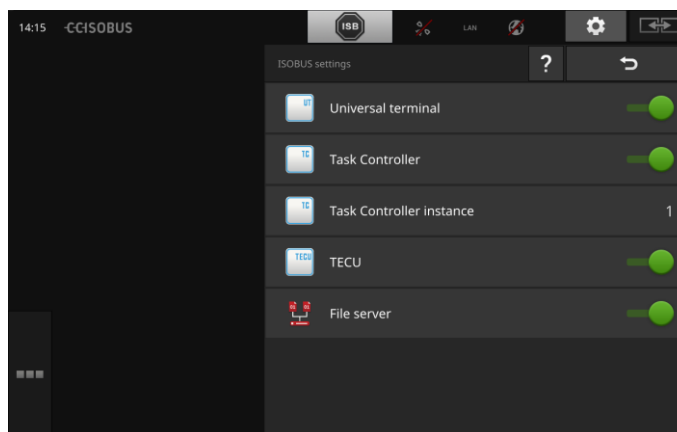 14:15 CCISOBUS ISB LAN
ISOBUS settings ?
UT Universal terminal
TC Task Controller
TC Task Controller instance 1
TECU TECU
File server